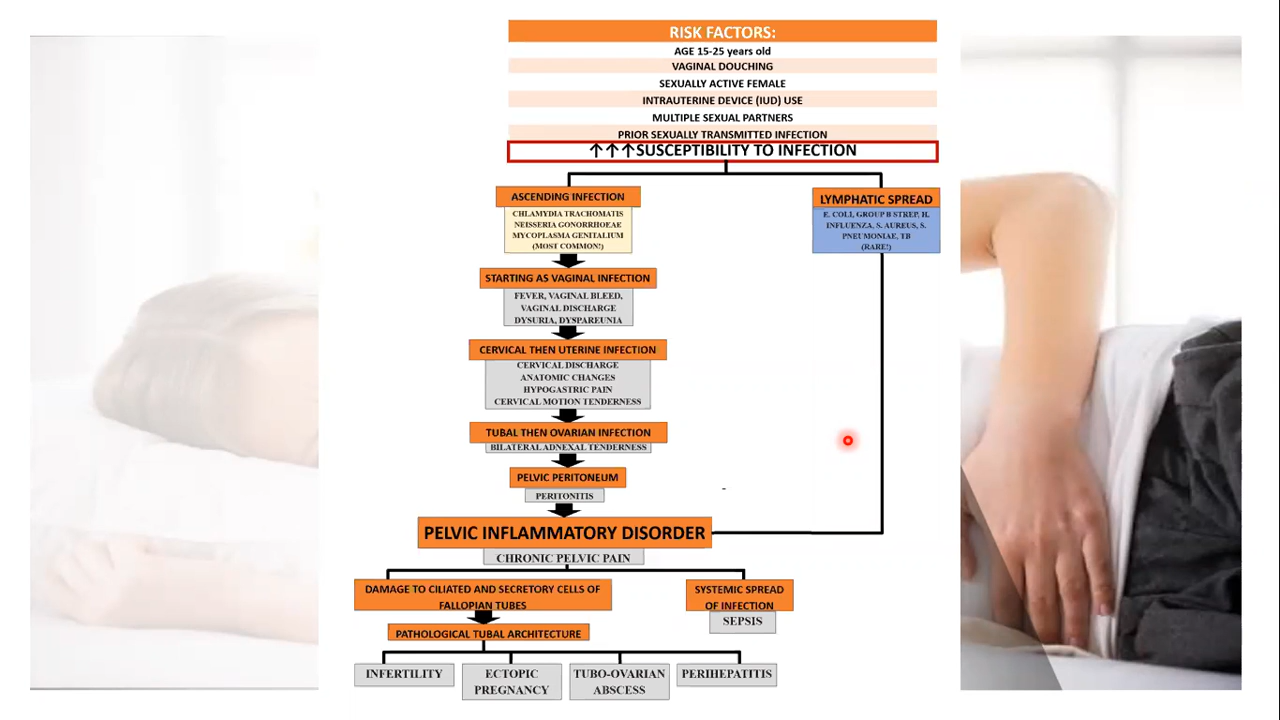 RISK FACTORS:
AGE 15-25 years old
VAGINAL DOUCHING
SEXUALLY ACTIVE FEMALE
INTRAUTERINE DEVICE (IUD) USE
MULTIPLE SEXUAL PARTNERS
PRIOR SEXUALLY TRANSMITTED INFECTION
↑↑↑SUSCEPTIBILITY TO INFECTION
ASCENDING INFECTION
CHLAMYDIA TRACHOMATIS
NEISSERIA GONORRHOEAE
MYCOPLASMA GENITALIUM
(MOST COMMON!)
LYMPHATIC SPREAD
E. COLI, GROUP B STREP, H.
INFLUENZA, S. AUREUS, S.
PNEUMONIAE, TB
(RARE!)
STARTING AS VAGINAL INFECTION
FEVER, VAGINAL BLEED,
VAGINAL DISCHARGE
DYSURIA, DYSPAREUNIA
CERVICAL THEN UTERINE INFECTION
CERVICAL DISCHARGE
ANATOMIC CHANGES
HYPOGASTRIC PAIN
CERVICAL MOTION TENDERNESS
TUBAL THEN OVARIAN INFECTION
BILATERAL ADNEXAL TENDERNESS
PELVIC PERITONEUM
PERITONITIS
PELVIC INFLAMMATORY DISORDER
CHRONIC PELVIC PAIN
DAMAGE TO CILIATED AND SECRETORY CELLS OF
FALLOPIAN TUBES
SYSTEMIC SPREAD
OF INFECTION
SEPSIS
PATHOLOGICAL TUBAL ARCHITECTURE
INFERTILITY
ECTOPIC
PREGNANCY
TUBO-OVARIAN
ABSCESS
PERIHEPATITIS